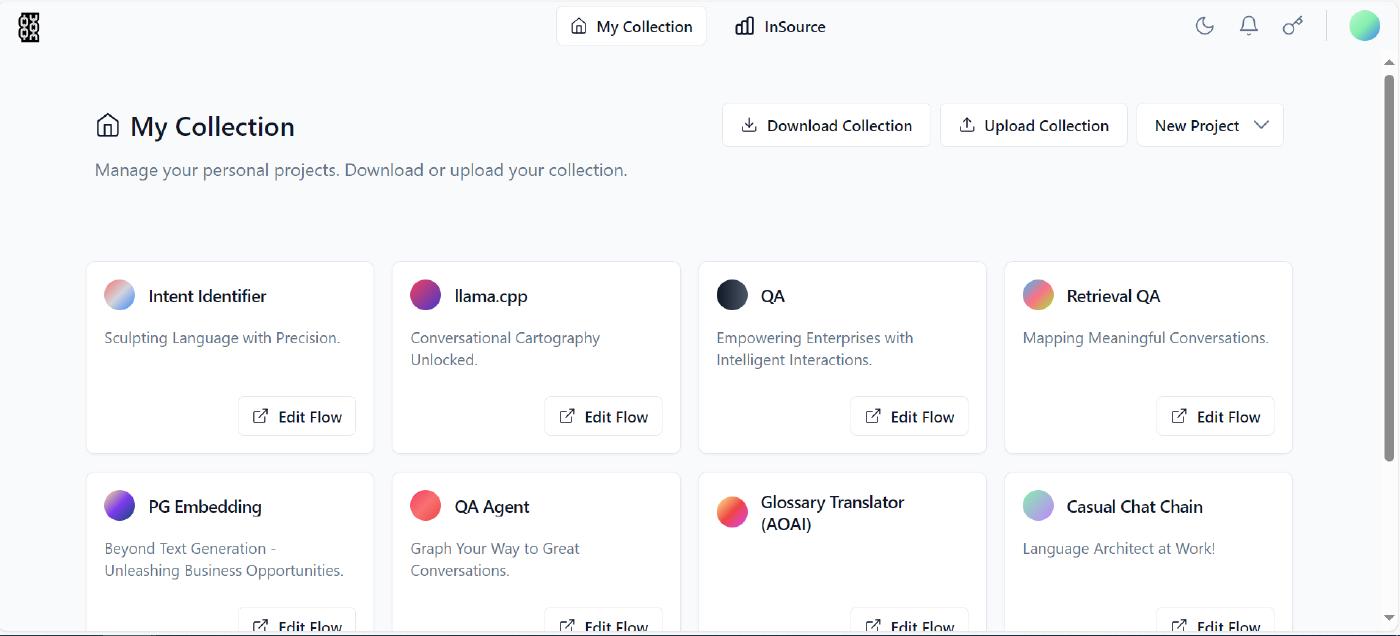 My Collection
InSource
My Collection
Download Collection
Upload Collection
New Project
Manage your personal projects. Download or upload your collection.
Intent Identifier
Sculpting Language with Precision.
Edit Flow
llama.cpp
Conversational Cartography
Unlocked.
Edit Flow
QA
Empowering Enterprises with
Intelligent Interactions.
Edit Flow
Retrieval QA
Mapping Meaningful Conversations.
Edit Flow
PG Embedding
Beyond Text Generation -
Unleashing Business Opportunities.
Edit Flow
QA Agent
Graph Your Way to Great
Conversations.
Edit Flow
Glossary Translator
(AOAI)
Edit Flow
Casual Chat Chain
Language Architect at Work!
Edit Flow